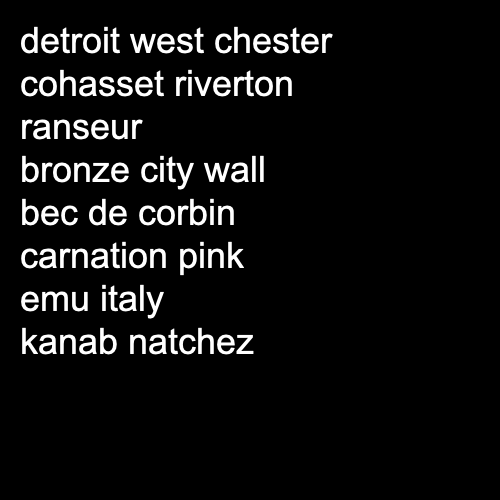 detroit west chester
cohasset riverton
ranseur
bronze city wall
bec de corbin
carnation pink
emu italy
kanab natchez